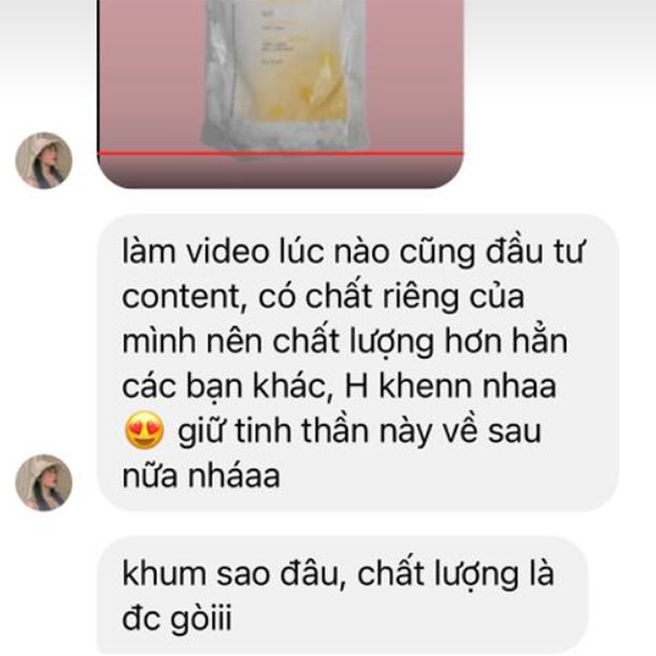 làm video lúc nào cũng đầu tư
content, có chất riêng của
mình nên chất lượng hơn hẳn
các bạn khác, H khenn nhaa
😍 giữ tinh thần này về sau
nữa nháaa
khum sao đâu, chất lượng là
đc gòiii